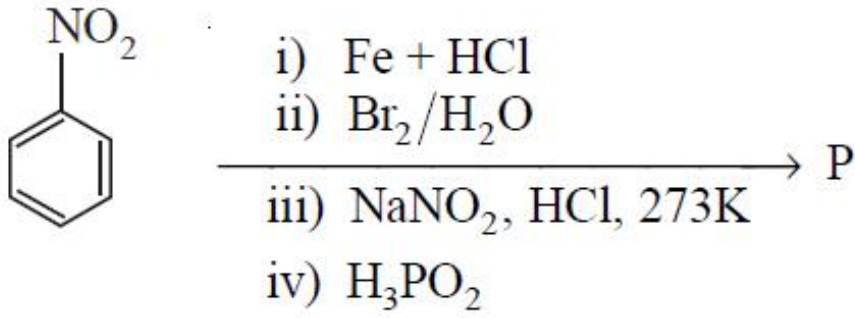 NO₂
i) Fe + HCl
ii) Br₂/H₂O
P
iii) NaNO₂, HCl, 273K
iv) H₃PO₂